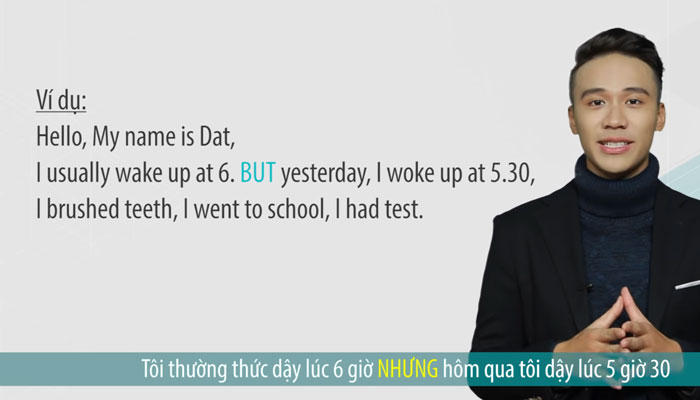 Ví dụ:
Hello, My name is Dat,
I usually wake up at 6. BUT yesterday, I woke up at 5.30,
I brushed teeth, I went to school, I had test.
Tôi thường thức dậy lúc 6 giờ NHƯNG hôm qua tôi dậy lúc 5 giờ 30